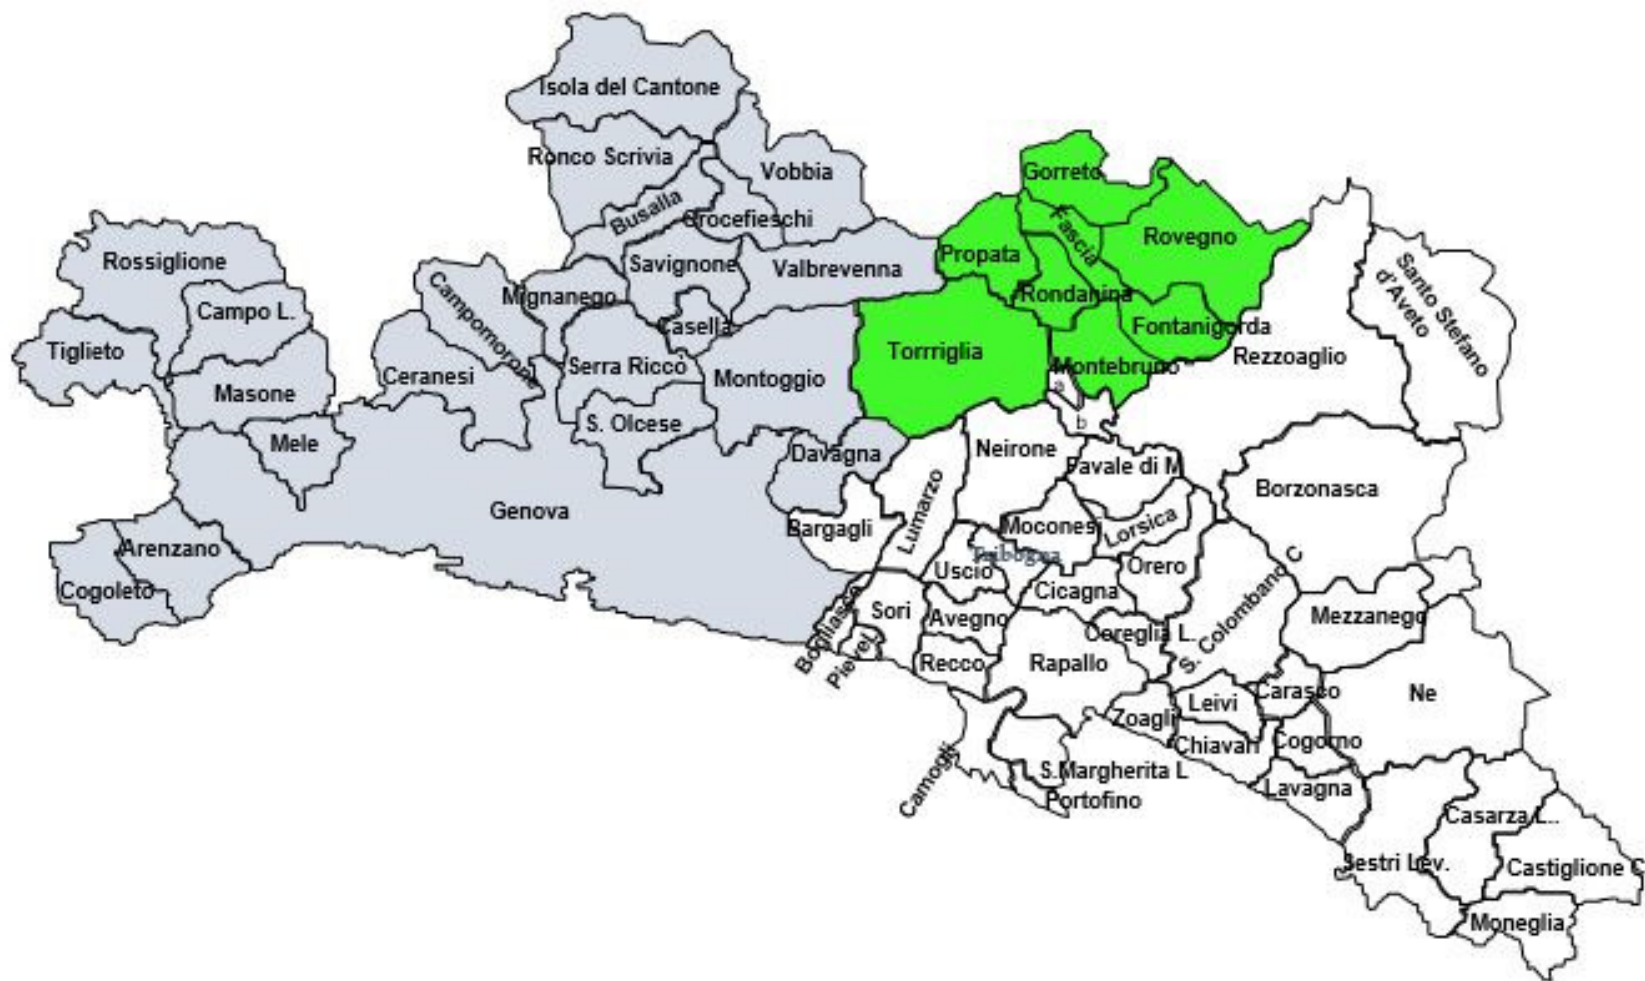 Isola del Cantone
Ronco Scrivia
Vobbia
Gorreto
Busalla
Crocefieschi
Fascia
Rovegno
Rossiglione
Savignone
Valbrevenna
Propata
Campomorone
Mignanego
Rondanina
Santo Stefano
d'Aveto
Campo L.
Casella
Fontanigorda
Tiglieto
Ceranesi
Serra Riccò
Montoggio
Torrriglia
Montebruno
Rezzoaglio
Masone
a
b
Mele
S. Olcese
Davagna
Neirone
Favale di M
Borzonasca
Genova
Bargagli
Lumarzo
Moconesi
Lorsica
Arenzano
Tribogna
Uscio
Orero
Cogoleto
Cicagna
Bogliasco
Sori
Avegno
Coreglia L.
S. Colombano C
Mezzanego
Pieve L
Recco
Rapallo
Carasco
Ne
Leivi
Zoagli
Chiavari
Cogorno
Camogli
S.Margherita L
Portofino
Lavagna
Casarza L..
Sestri Lev.
Castiglione C
Moneglia